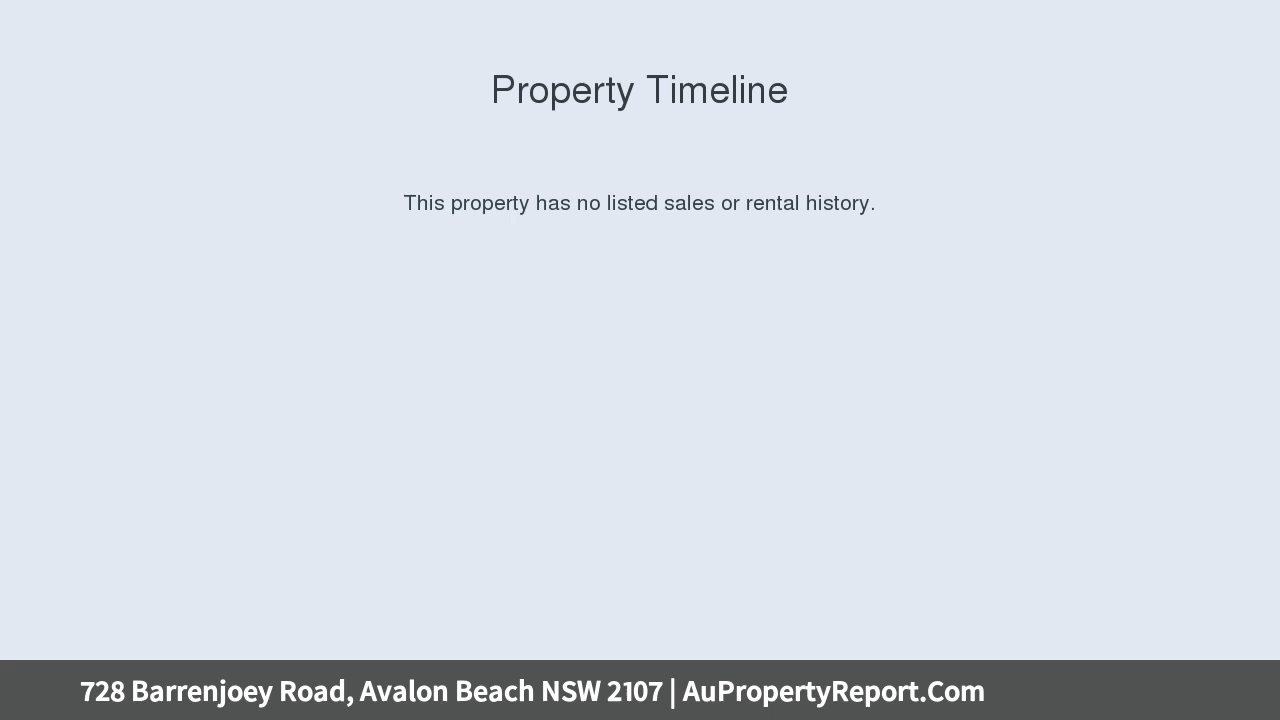 Property Timeline
This property has no listed sales or rental history.
728 Barrenjoey Road, Avalon Beach NSW 2107 | AuPropertyReport.Com